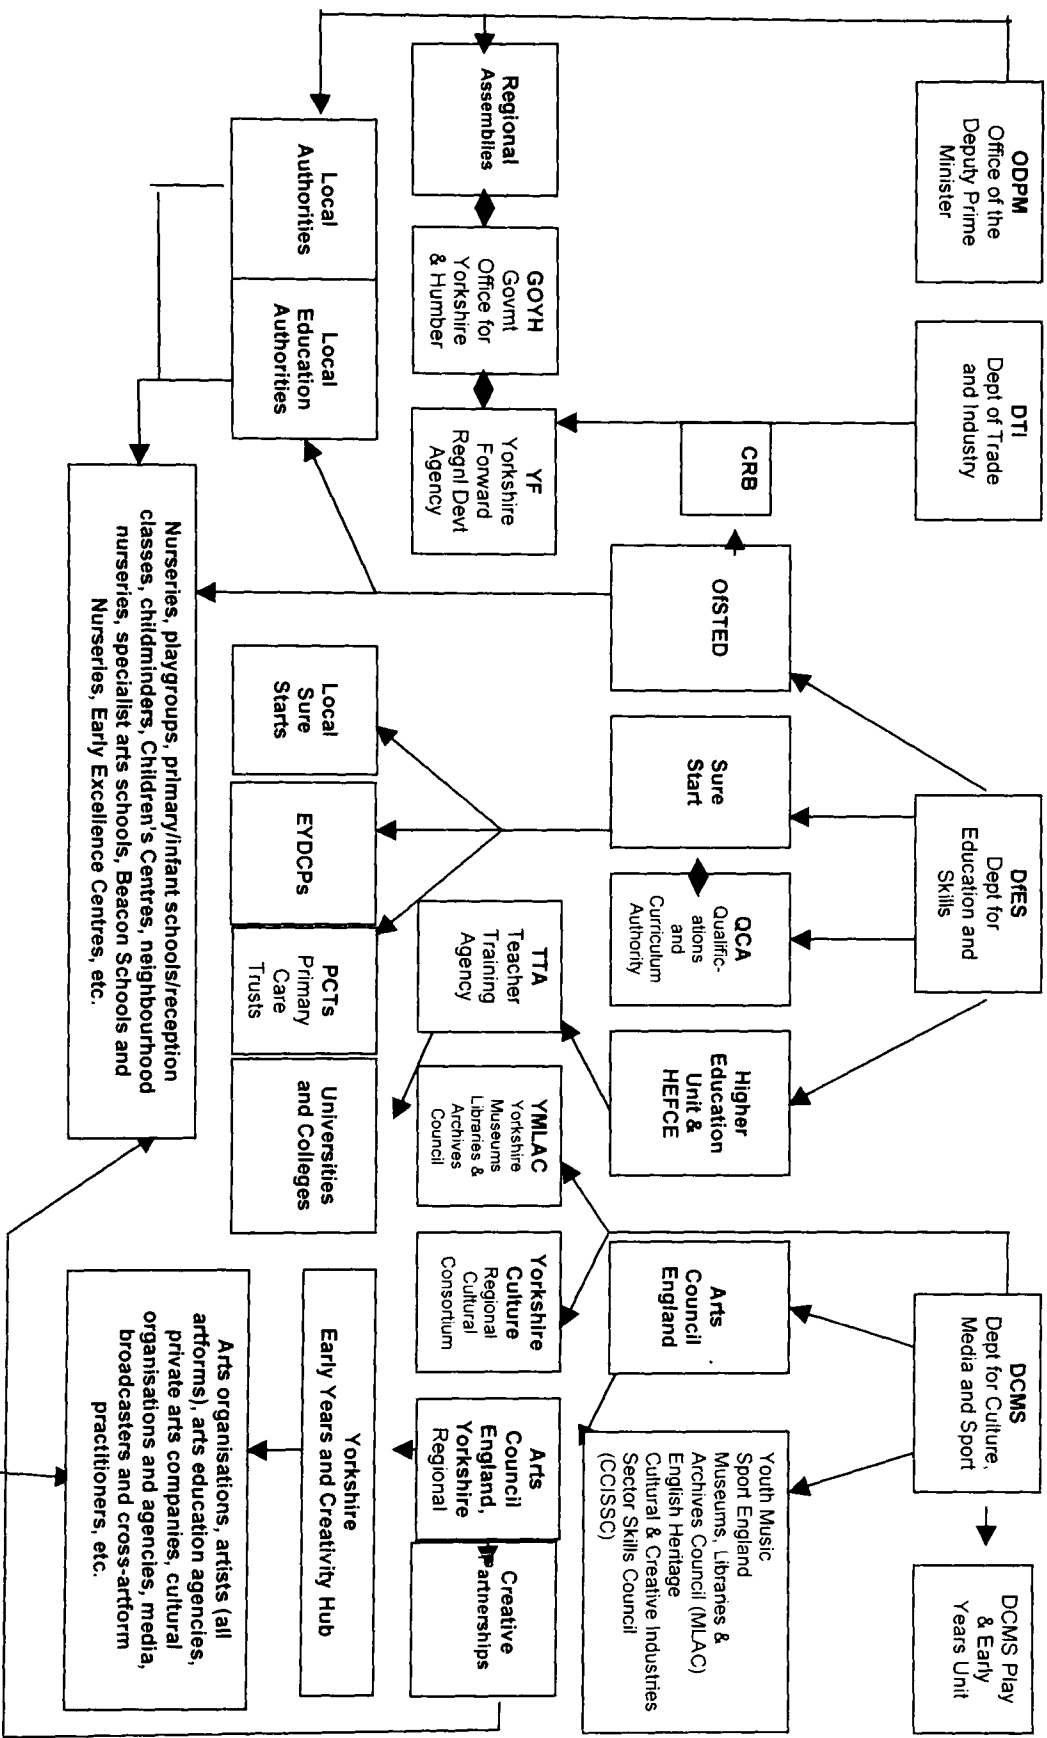 ODPM
Office of the
Deputy Prime
Minister
DTI
Dept of Trade
and Industry
DfES
Dept for
Education and
Skills
DCMS
Dept for Culture,
Media and Sport
DCMS Play
& Early
Years Unit
CRB
OfSTED
Sure
Start
QCA
Qualific-
ations
and
Curriculum
Authority
Higher
Education
Unit &
HEFCE
Arts
Council
England
Youth Music
Sport England
Museums, Libraries &
Archives Council (MLAC)
English Heritage
Cultural & Creative Industries
Sector Skills Council
(CCISSC)
Regional
Assemblies
GOYH
Govmt
Office for
Yorkshire
& Humber
YF
Yorkshire
Forward
Regnl Devt
Agency
TTA
Teacher
Training
Agency
YMLAC
Yorkshire
Museums
Libraries &
Archives
Council
Yorkshire
Culture
Regional
Cultural
Consortium
Arts
Council
England,
Yorkshire
Regional
Creative
Partnerships
Local
Authorities
Local
Education
Authorities
Local
Sure
Starts
EYDCPs
PCTs
Primary
Care
Trusts
Universities
and Colleges
Yorkshire
Early Years and Creativity Hub
Nurseries, playgroups, primary/infant schools/reception
classes, childminders, Children's Centres, neighbourhood
nurseries, specialist arts schools, Beacon Schools and
Nurseries, Early Excellence Centres, etc.
Arts organisations, artists (all
artforms), arts education agencies,
private arts companies, cultural
organisations and agencies, media,
broadcasters and cross-artform
practitioners, etc.